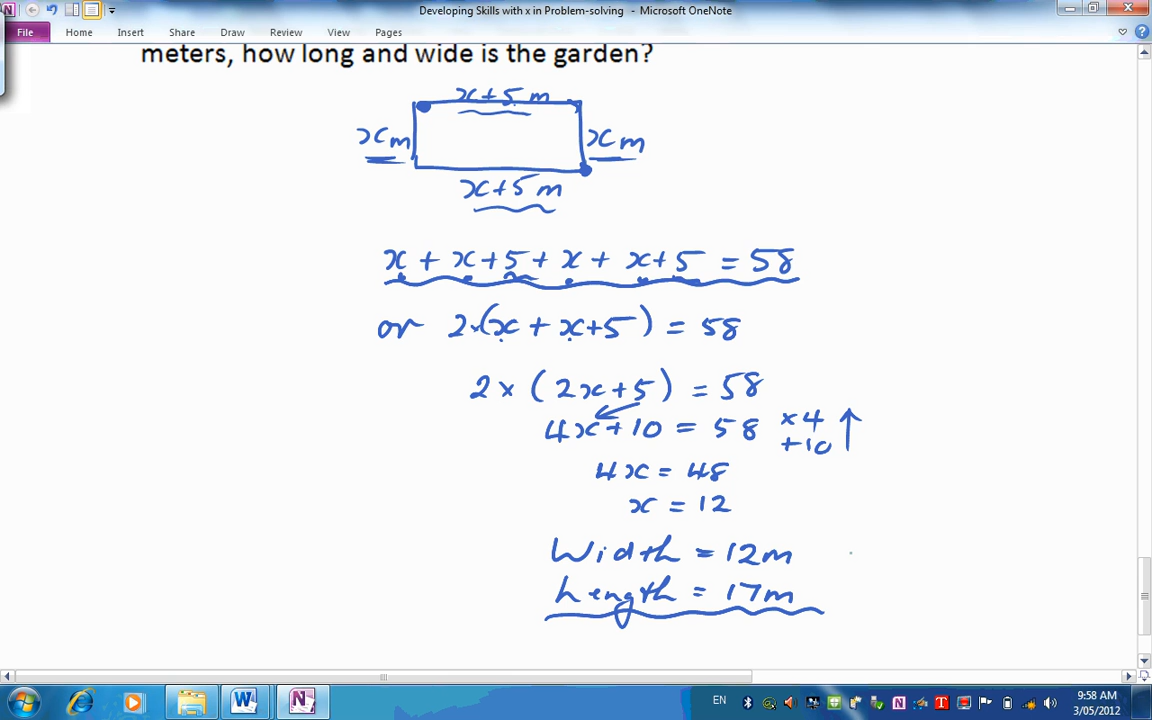 Developing Skills with x in Problem-solving - Microsoft OneNote
File Home Insert Share Draw Review View Pages
meters, how long and wide is the garden?
x+5 m
xm xm
x+5 m
x + x+5 + x + x+5 = 58
or 2×(x + x+5) = 58
2 × (2x+5) = 58
4x+10 = 58 ×4
+10
4x = 48
x = 12
Width = 12m
Length = 17m
EN
9:58 AM
3/05/2012